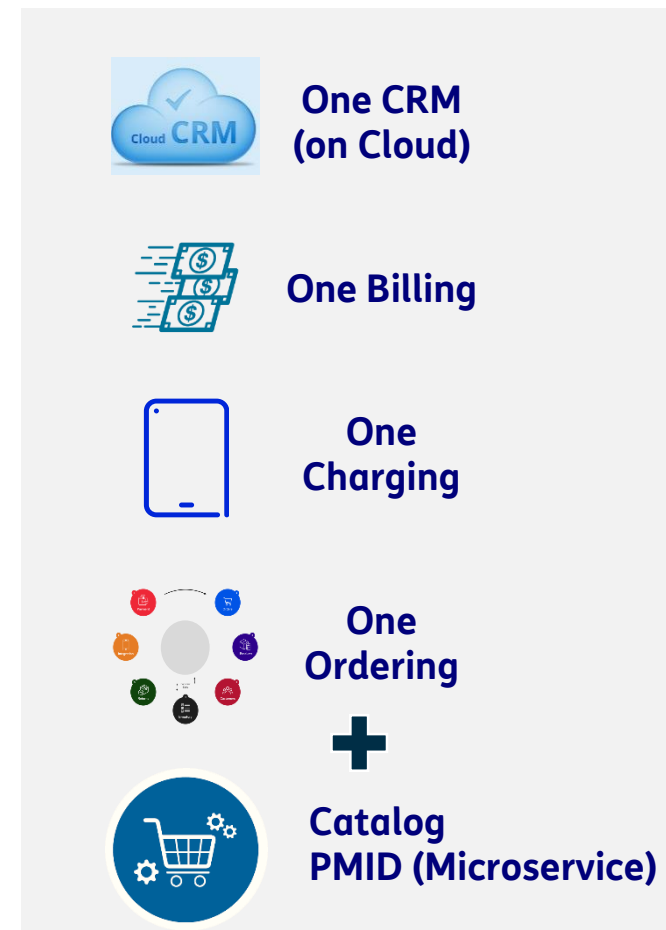 Cloud CRM
One CRM
(on Cloud)
$
$
$
One Billing
One
Charging
One
Ordering
Catalog
PMID (Microservice)